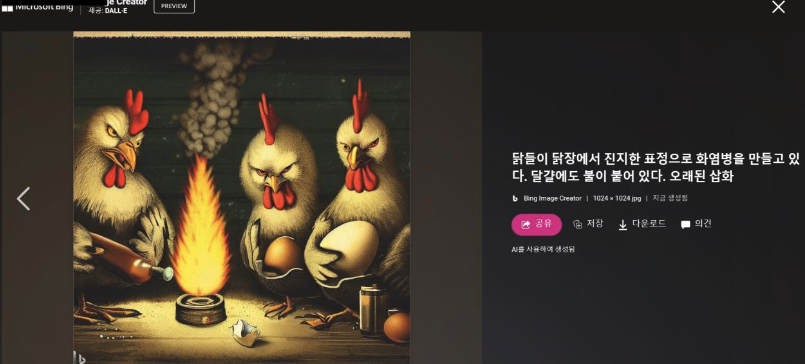 Microsoft Bing
Creator
제공: DALL-E
PREVIEW
닭들이 닭장에서 진지한 표정으로 화염병을 만들고 있
다. 달걀에도 불이 붙어 있다. 오래된 삽화
Bing Image Creator | 1024 × 1024 jpg | 지금 생성됨
공유 저장 다운로드 의견
AI를 사용하여 생성됨